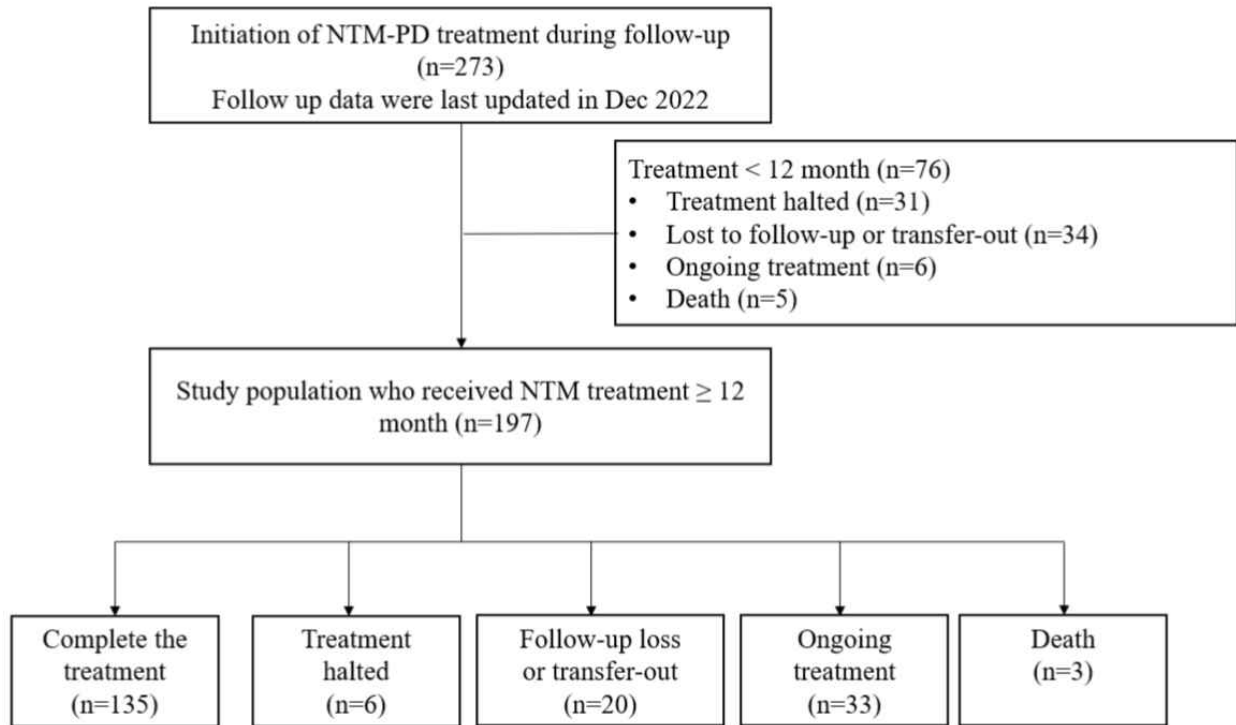 Initiation of NTM-PD treatment during follow-up
(n=273)
Follow up data were last updated in Dec 2022
Treatment < 12 month (n=76)
• Treatment halted (n=31)
• Lost to follow-up or transfer-out (n=34)
• Ongoing treatment (n=6)
• Death (n=5)
Study population who received NTM treatment ≥ 12
month (n=197)
Complete the
treatment
(n=135)
Treatment
halted
(n=6)
Follow-up loss
or transfer-out
(n=20)
Ongoing
treatment
(n=33)
Death
(n=3)